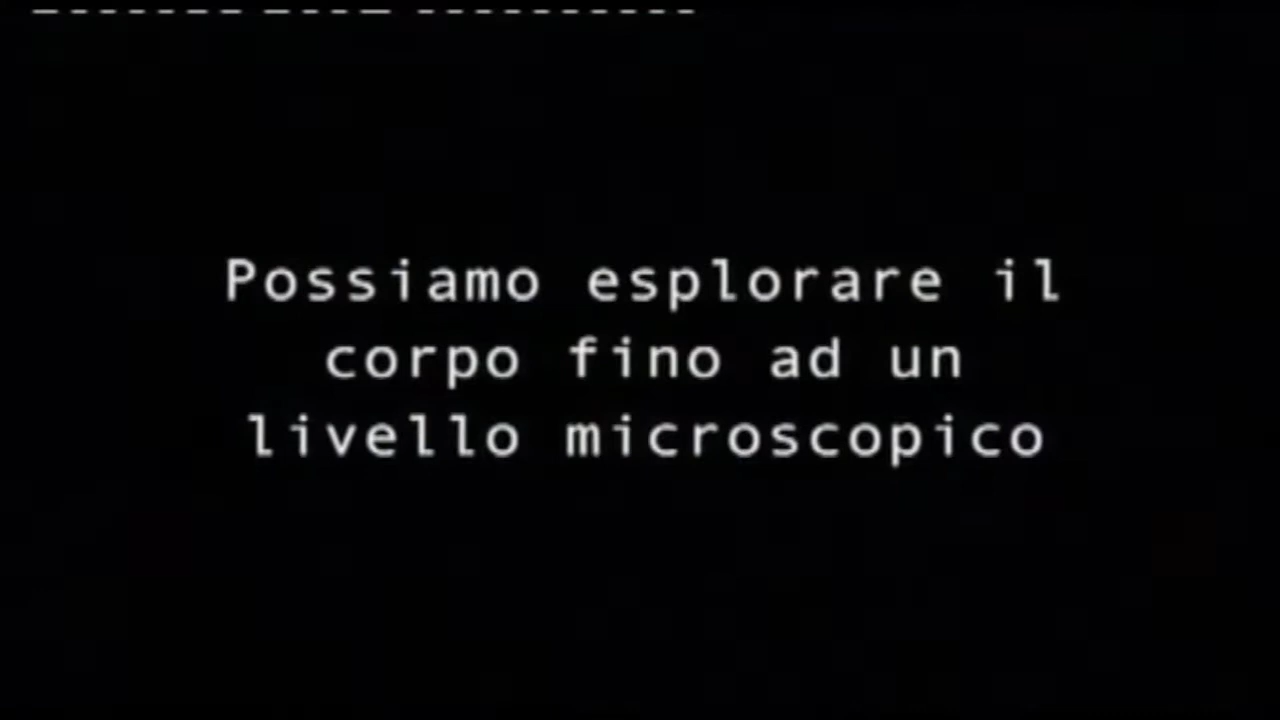 Possiamo esplorare il
corpo fino ad un
livello microscopico